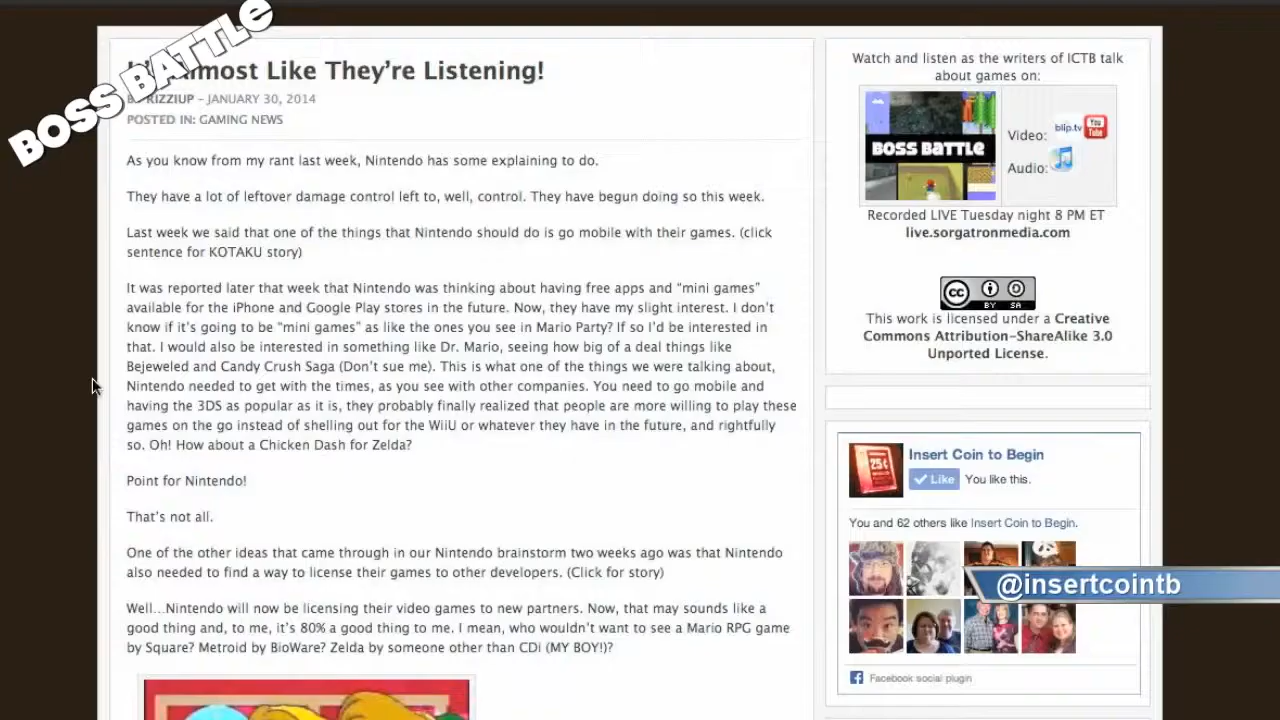 BOSS BATTLE
Almost Like They’re Listening!
RIZZIUP – JANUARY 30, 2014
POSTED IN: GAMING NEWS
As you know from my rant last week, Nintendo has some explaining to do.
They have a lot of leftover damage control left to, well, control. They have begun doing so this week.
Last week we said that one of the things that Nintendo should do is go mobile with their games. (click
sentence for KOTAKU story)
It was reported later that week that Nintendo was thinking about having free apps and “mini games”
available for the iPhone and Google Play stores in the future. Now, they have my slight interest. I don’t
know if it’s going to be “mini games” as like the ones you see in Mario Party? If so I’d be interested in
that. I would also be interested in something like Dr. Mario, seeing how big of a deal things like
Bejeweled and Candy Crush Saga (Don’t sue me). This is what one of the things we were talking about,
Nintendo needed to get with the times, as you see with other companies. You need to go mobile and
having the 3DS as popular as it is, they probably finally realized that people are more willing to play these
games on the go instead of shelling out for the WiiU or whatever they have in the future, and rightfully
so. Oh! How about a Chicken Dash for Zelda?
Point for Nintendo!
That’s not all.
One of the other ideas that came through in our Nintendo brainstorm two weeks ago was that Nintendo
also needed to find a way to license their games to other developers. (Click for story)
Well...Nintendo will now be licensing their video games to new partners. Now, that may sounds like a
good thing and, to me, it’s 80% a good thing to me. I mean, who wouldn’t want to see a Mario RPG game
by Square? Metroid by BioWare? Zelda by someone other than CDi (MY BOY!)?
Watch and listen as the writers of ICTB talk
about games on:
BOSS BATTLE
Video: blip.tv You Tube
Audio:
Recorded LIVE Tuesday night 8 PM ET
live.sorgatronmedia.com
cc BY SA
This work is licensed under a Creative
Commons Attribution-ShareAlike 3.0
Unported License.
25¢
Insert Coin to Begin
Like You like this.
You and 62 others like Insert Coin to Begin.
@insertcointb
Facebook social plugin